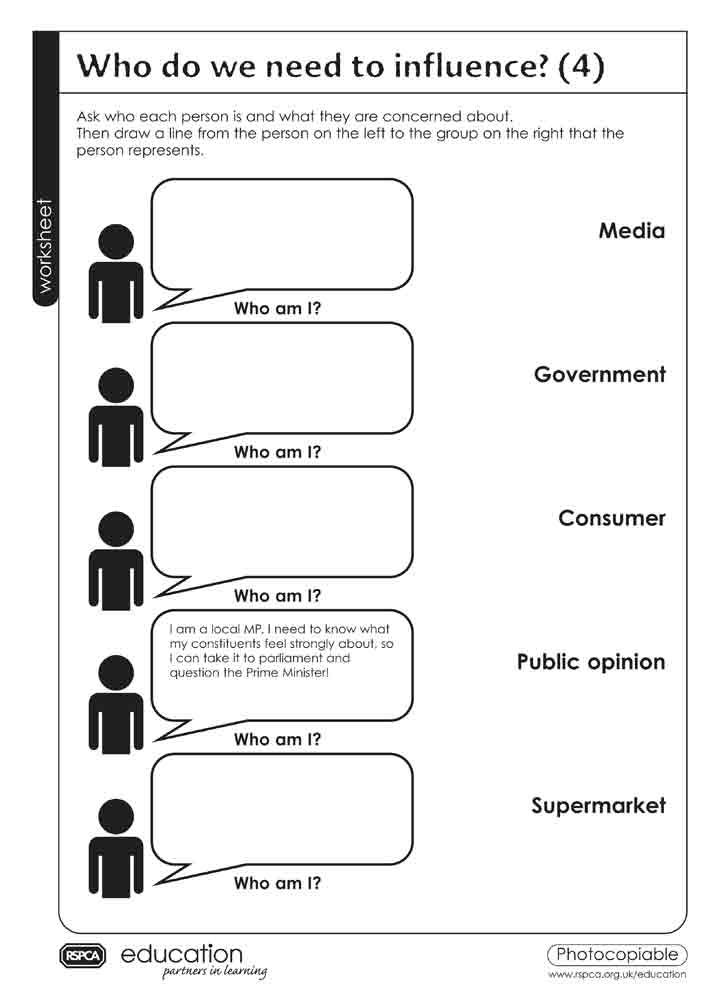 Who do we need to influence? (4)
Ask who each person is and what they are concerned about.
Then draw a line from the person on the left to the group on the right that the
person represents.
worksheet
Media
Who am I?
Government
Who am I?
Consumer
Who am I?
I am a local MP. I need to know what
my constituents feel strongly about, so
I can take it to parliament and
question the Prime Minister!
Public opinion
Who am I?
Supermarket
Who am I?
RSPCA education
partners in learning
Photocopiable
www.rspca.org.uk/education